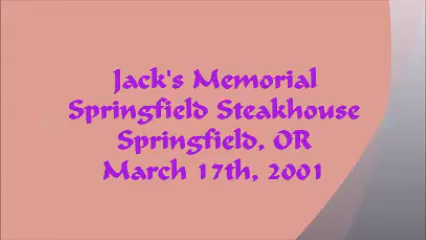 Jack's Memorial
Springfield Steakhouse
Springfield, OR
March 17th, 2001